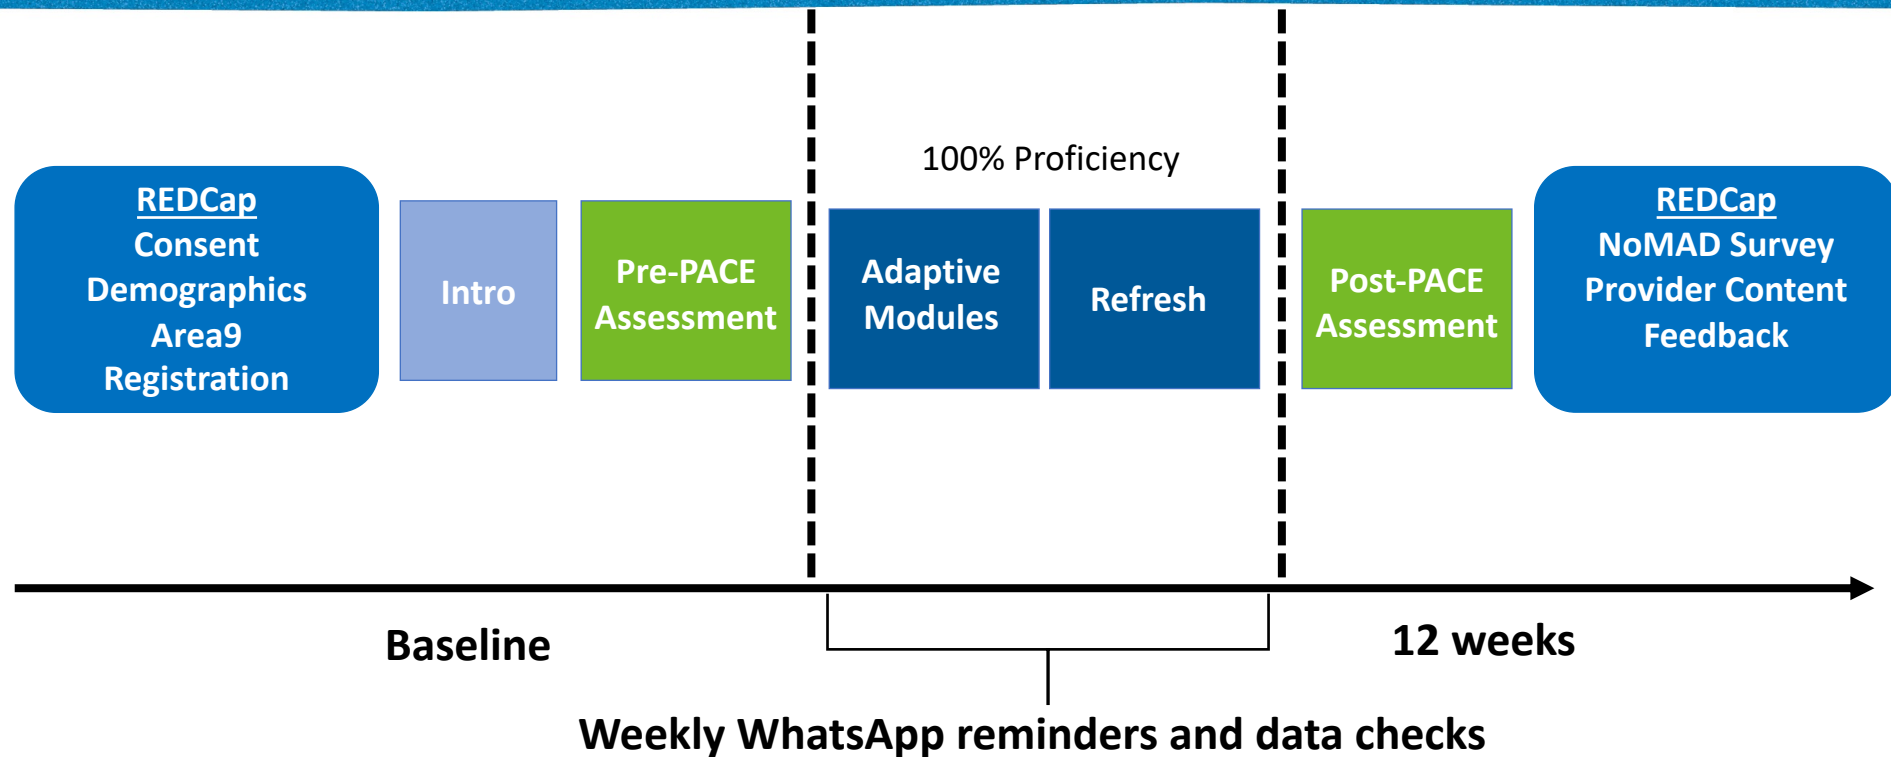 REDCap
Consent
Demographics
Area9
Registration
Intro
Pre-PACE
Assessment
100% Proficiency
Adaptive
Modules
Refresh
Post-PACE
Assessment
REDCap
NoMAD Survey
Provider Content
Feedback
Baseline
12 weeks
Weekly WhatsApp reminders and data checks